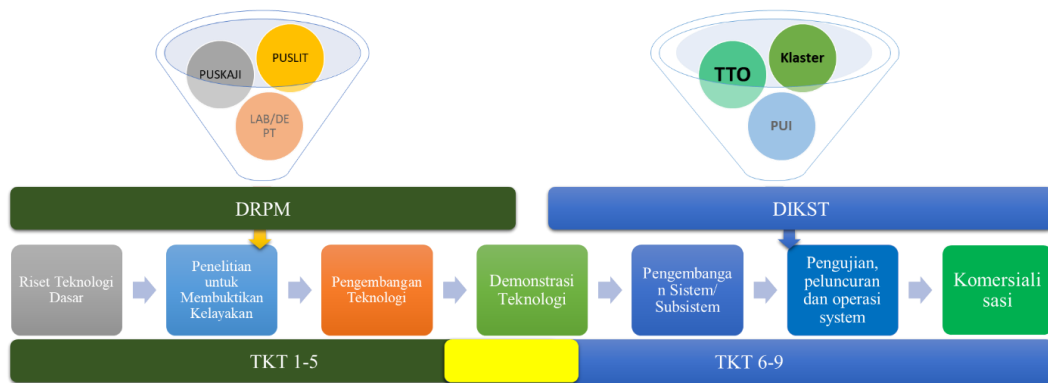 PUSKAJI
PUSLIT
LAB/DE
PT
TTO
Klaster
PUI
DRPM
DIKST
Riset Teknologi
Dasar
Penelitian
untuk
Membuktikan
Kelayakan
Pengembangan
Teknologi
Demonstrasi
Teknologi
Pengembanga
n Sistem/
Subsistem
Pengujian,
peluncuran
dan operasi
system
Komersiali
sasi
TKT 1-5
TKT 6-9